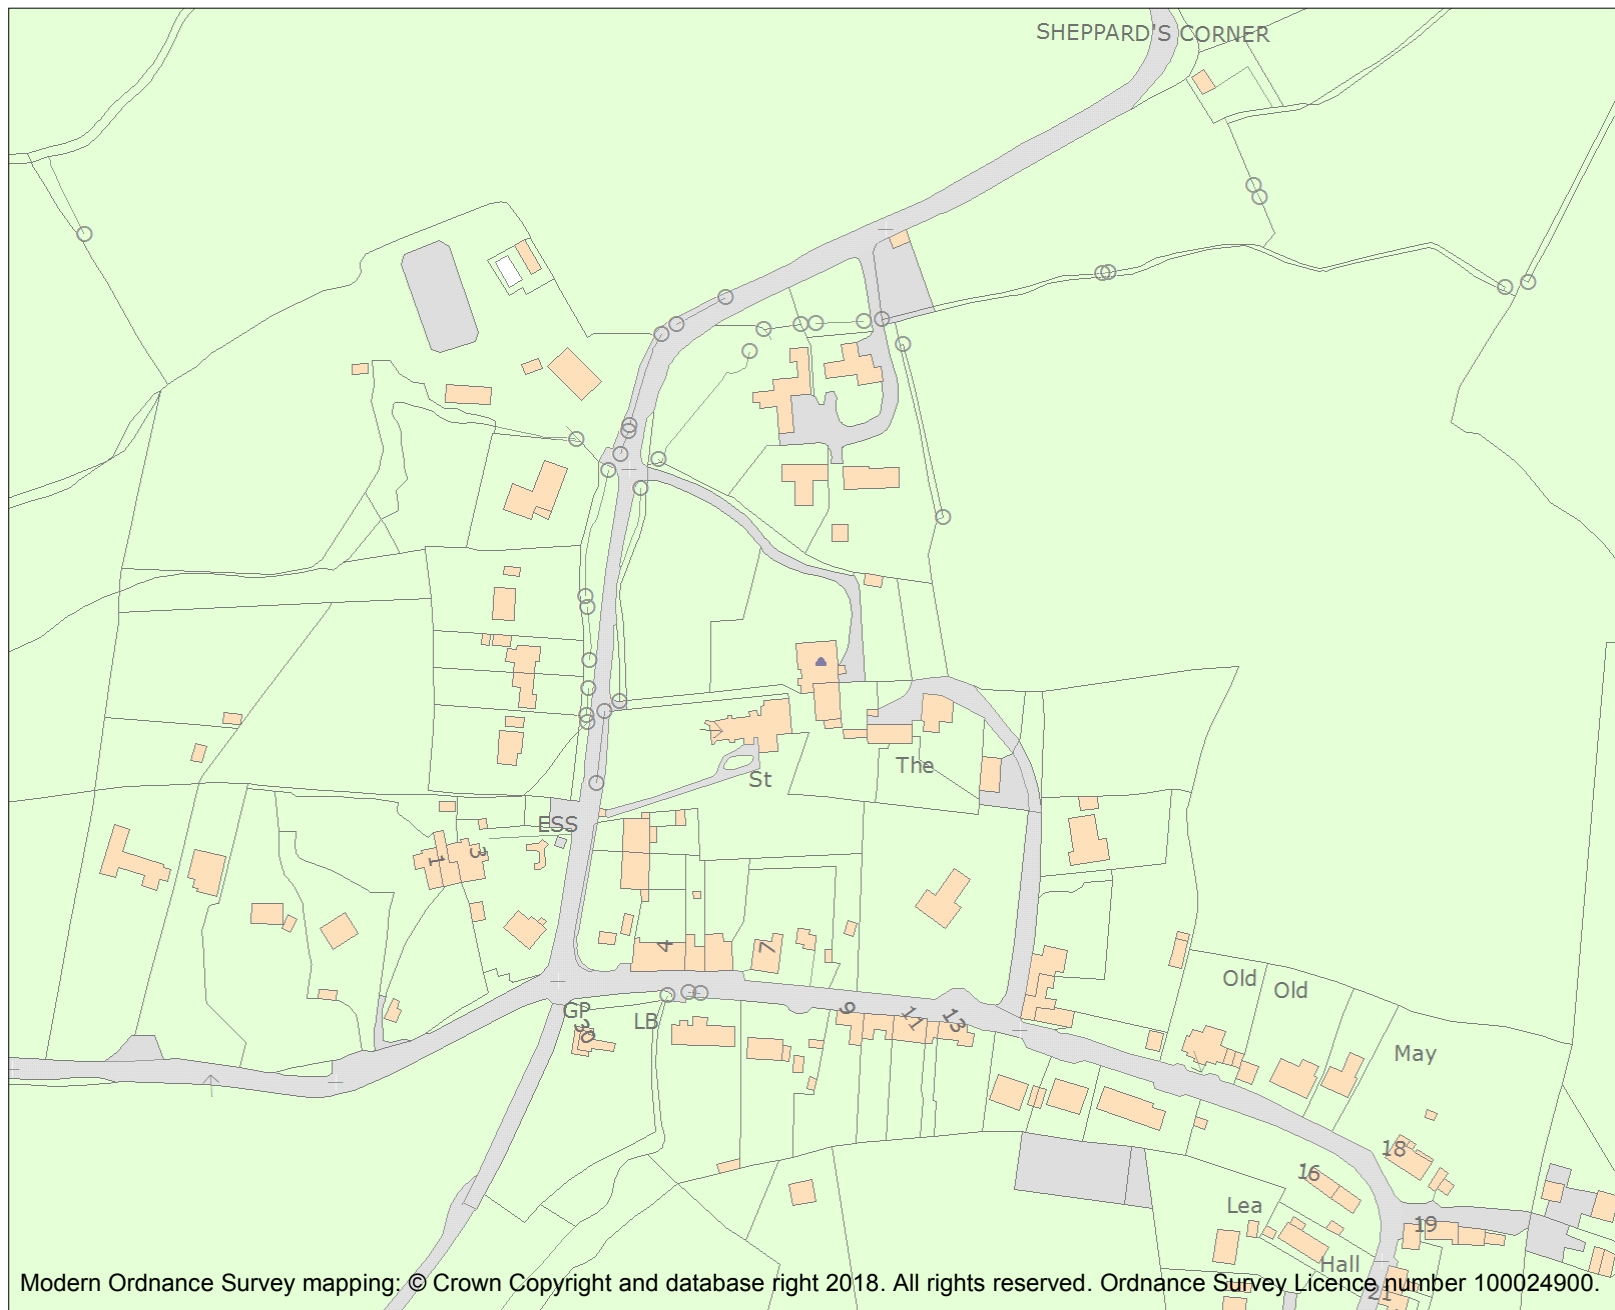 SHEPPARD'S CORNER
St
The
ESS
1
3
4
7
Old
Old
GP
30
LB
9
11
13
May
18
16
Lea
19
Hall
21
Modern Ordnance Survey mapping: © Crown Copyright and database right 2018. All rights reserved. Ordnance Survey Licence number 100024900.